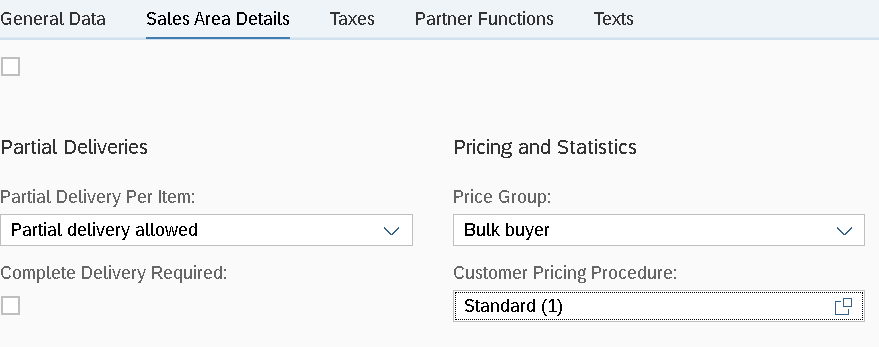 General Data Sales Area Details Taxes Partner Functions Texts
Partial Deliveries
Partial Delivery Per Item:
Partial delivery allowed
Complete Delivery Required:
Pricing and Statistics
Price Group:
Bulk buyer
Customer Pricing Procedure:
Standard (1)